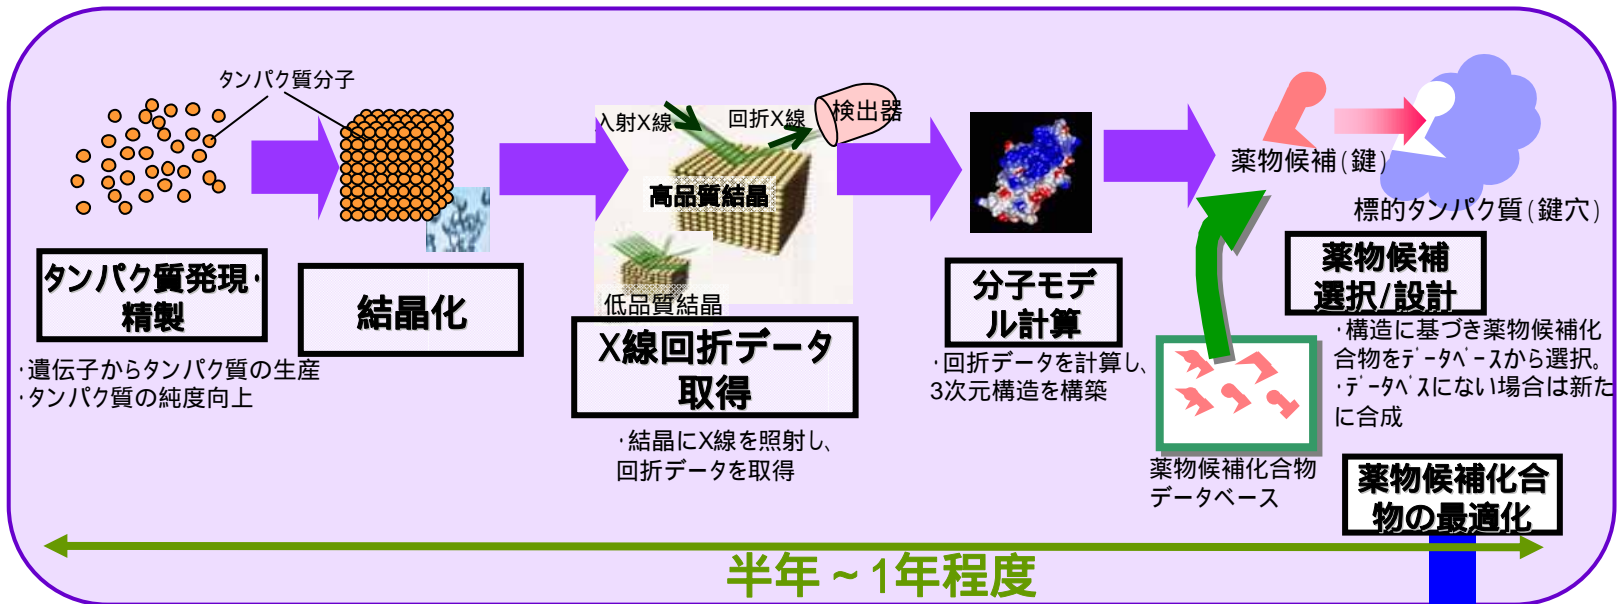 タンパク質分子
入射X線
回折X線
検出器
高品質結晶
低品質結晶
薬物候補(鍵)
標的タンパク質(鍵穴)
タンパク質発現・
精製
・遺伝子からタンパク質の生産
・タンパク質の純度向上
結晶化
X線回折データ
取得
・結晶にX線を照射し、
回折データを取得
分子モデ
ル計算
・回折データを計算し、
3次元構造を構築
薬物候補
選択/設計
・構造に基づき薬物候補化
合物をデータベースから選択。
・データベスにない場合は新た
に合成
薬物候補化合物
データベース
薬物候補化合
物の最適化
半年~1年程度